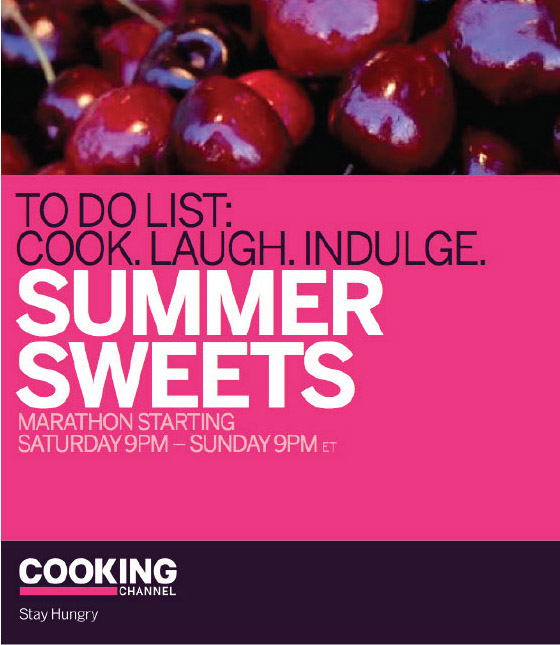 TO DO LIST:
COOK. LAUGH. INDULGE.
SUMMER
SWEETS
MARATHON STARTING
SATURDAY 9PM – SUNDAY 9PM ET
COOKING
CHANNEL
Stay Hungry